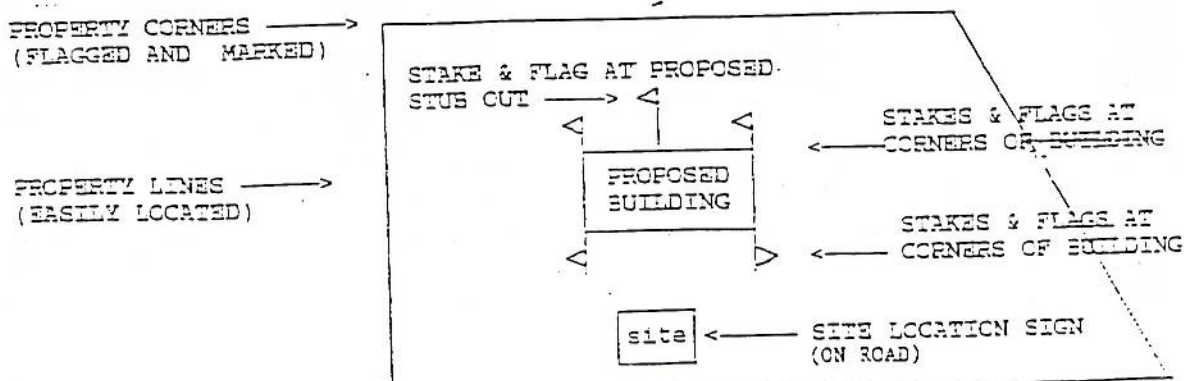 PROPERTY CORNERS
(FLAGGED AND MARKED)
STAKE & FLAG AT PROPOSED
STUB OUT
STAKES & FLAGS AT
CORNERS OF BUILDING
PROPERTY LINES
(EASILY LOCATED)
PROPOSED
BUILDING
STAKES & FLAGS AT
CORNERS OF BUILDING
site
SITE LOCATION SIGN
(ON ROAD)